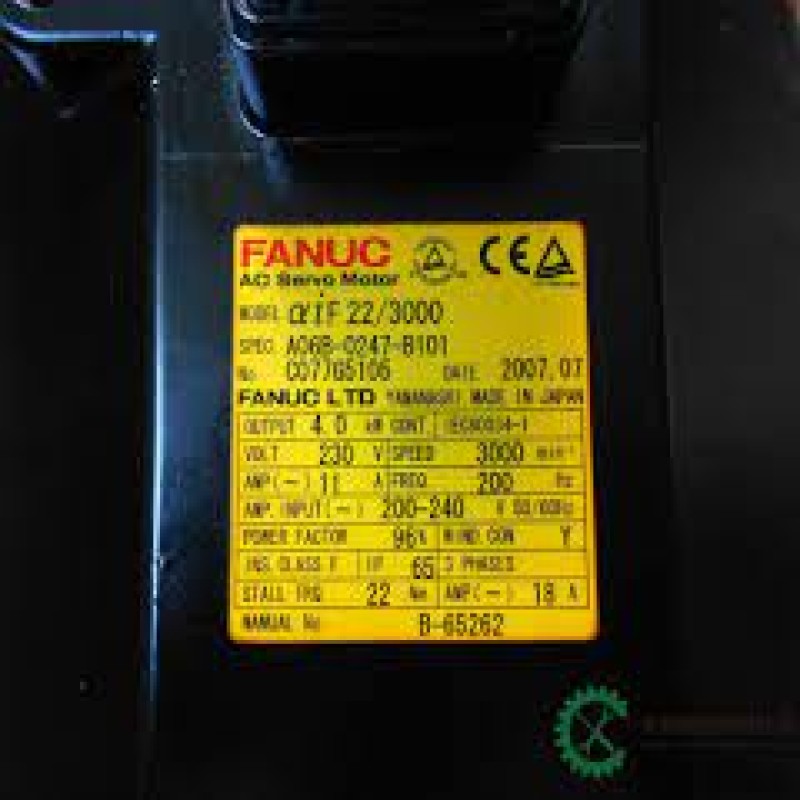 FANUC
AC Servo Motor
CE
MODEL αiF 22/3000
SPEC. A06B-0247-B101
No. C077G5106 DATE 2007.07
FANUC LTD YAMANASHI MADE IN JAPAN
OUTPUT 4.0 kW CONT. IEC60034-1
VOLT 230 V SPEED 3000 min⁻¹
AMP(~) 11 A FREQ. 200 Hz
AMP. INPUT(~) 200-240 V 50/60Hz
POWER FACTOR 96% WIND.CON Y
INS. CLASS F IP 65 3 PHASES
STALL TRQ 22 Nm AMP(~) 18 A
MANUAL No. B-65262